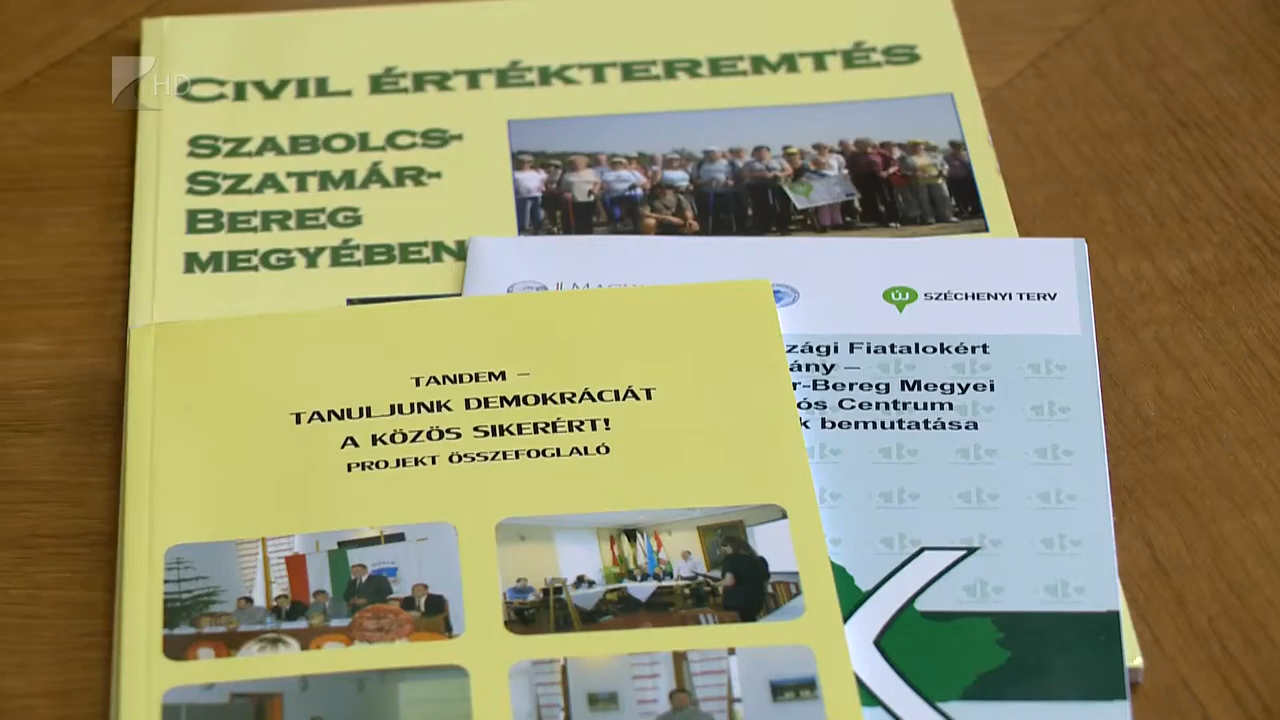 HD
CIVIL ÉRTÉKTEREMTÉS
SZABOLCS-
SZATMÁR-
BEREG
MEGYÉBEN
ÚJ SZÉCHENYI TERV
zági Fiatalokért
ány –
r-Bereg Megyei
ós Centrum
k bemutatása
TANDEM –
TANULJUNK DEMOKRÁCIÁT
A KÖZÖS SIKERÉRT!
PROJEKT ÖSSZEFOGLALÓ